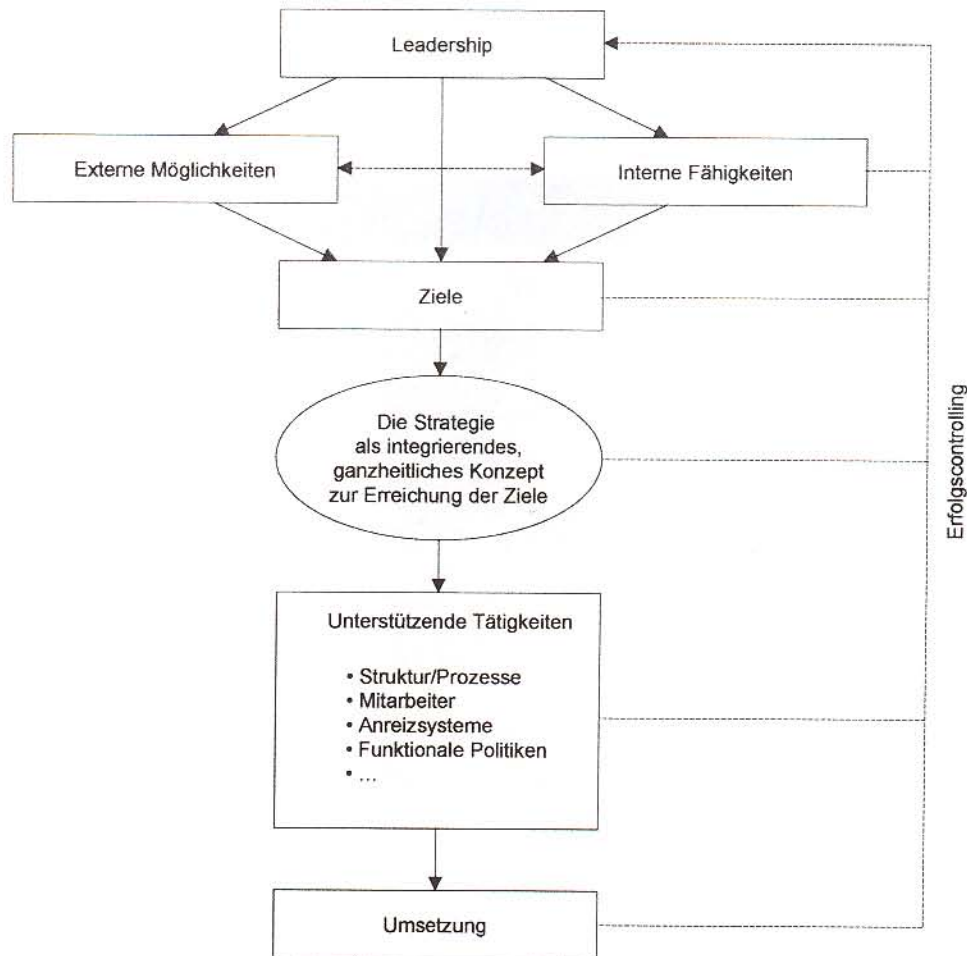 Leadership
Externe Möglichkeiten
Interne Fähigkeiten
Ziele
Die Strategie
als integrierendes,
ganzheitliches Konzept
zur Erreichung der Ziele
Unterstützende Tätigkeiten
• Struktur/Prozesse
• Mitarbeiter
• Anreizsysteme
• Funktionale Politiken
• ...
Umsetzung
Erfolgscontrolling